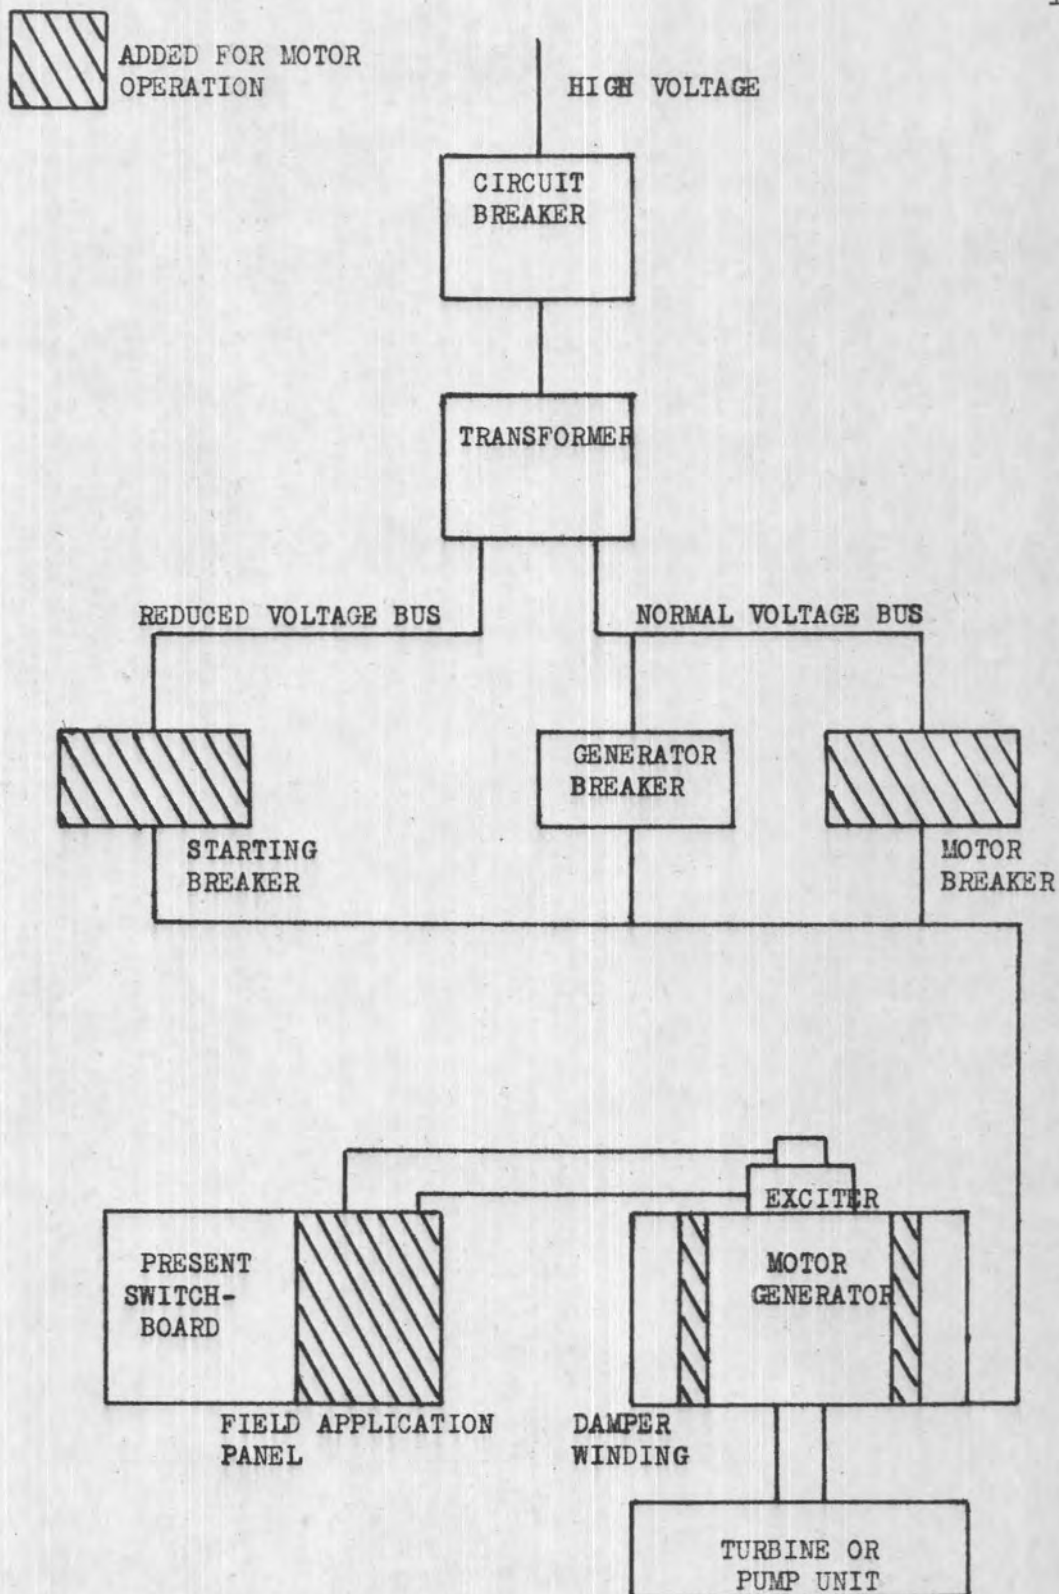 ADDED FOR MOTOR
OPERATION
HIGH VOLTAGE
CIRCUIT
BREAKER
TRANSFORMER
REDUCED VOLTAGE BUS
NORMAL VOLTAGE BUS
GENERATOR
BREAKER
STARTING
BREAKER
MOTOR
BREAKER
EXCITER
PRESENT
SWITCH-
BOARD
MOTOR
GENERATOR
FIELD APPLICATION
PANEL
DAMPER
WINDING
TURBINE OR
PUMP UNIT